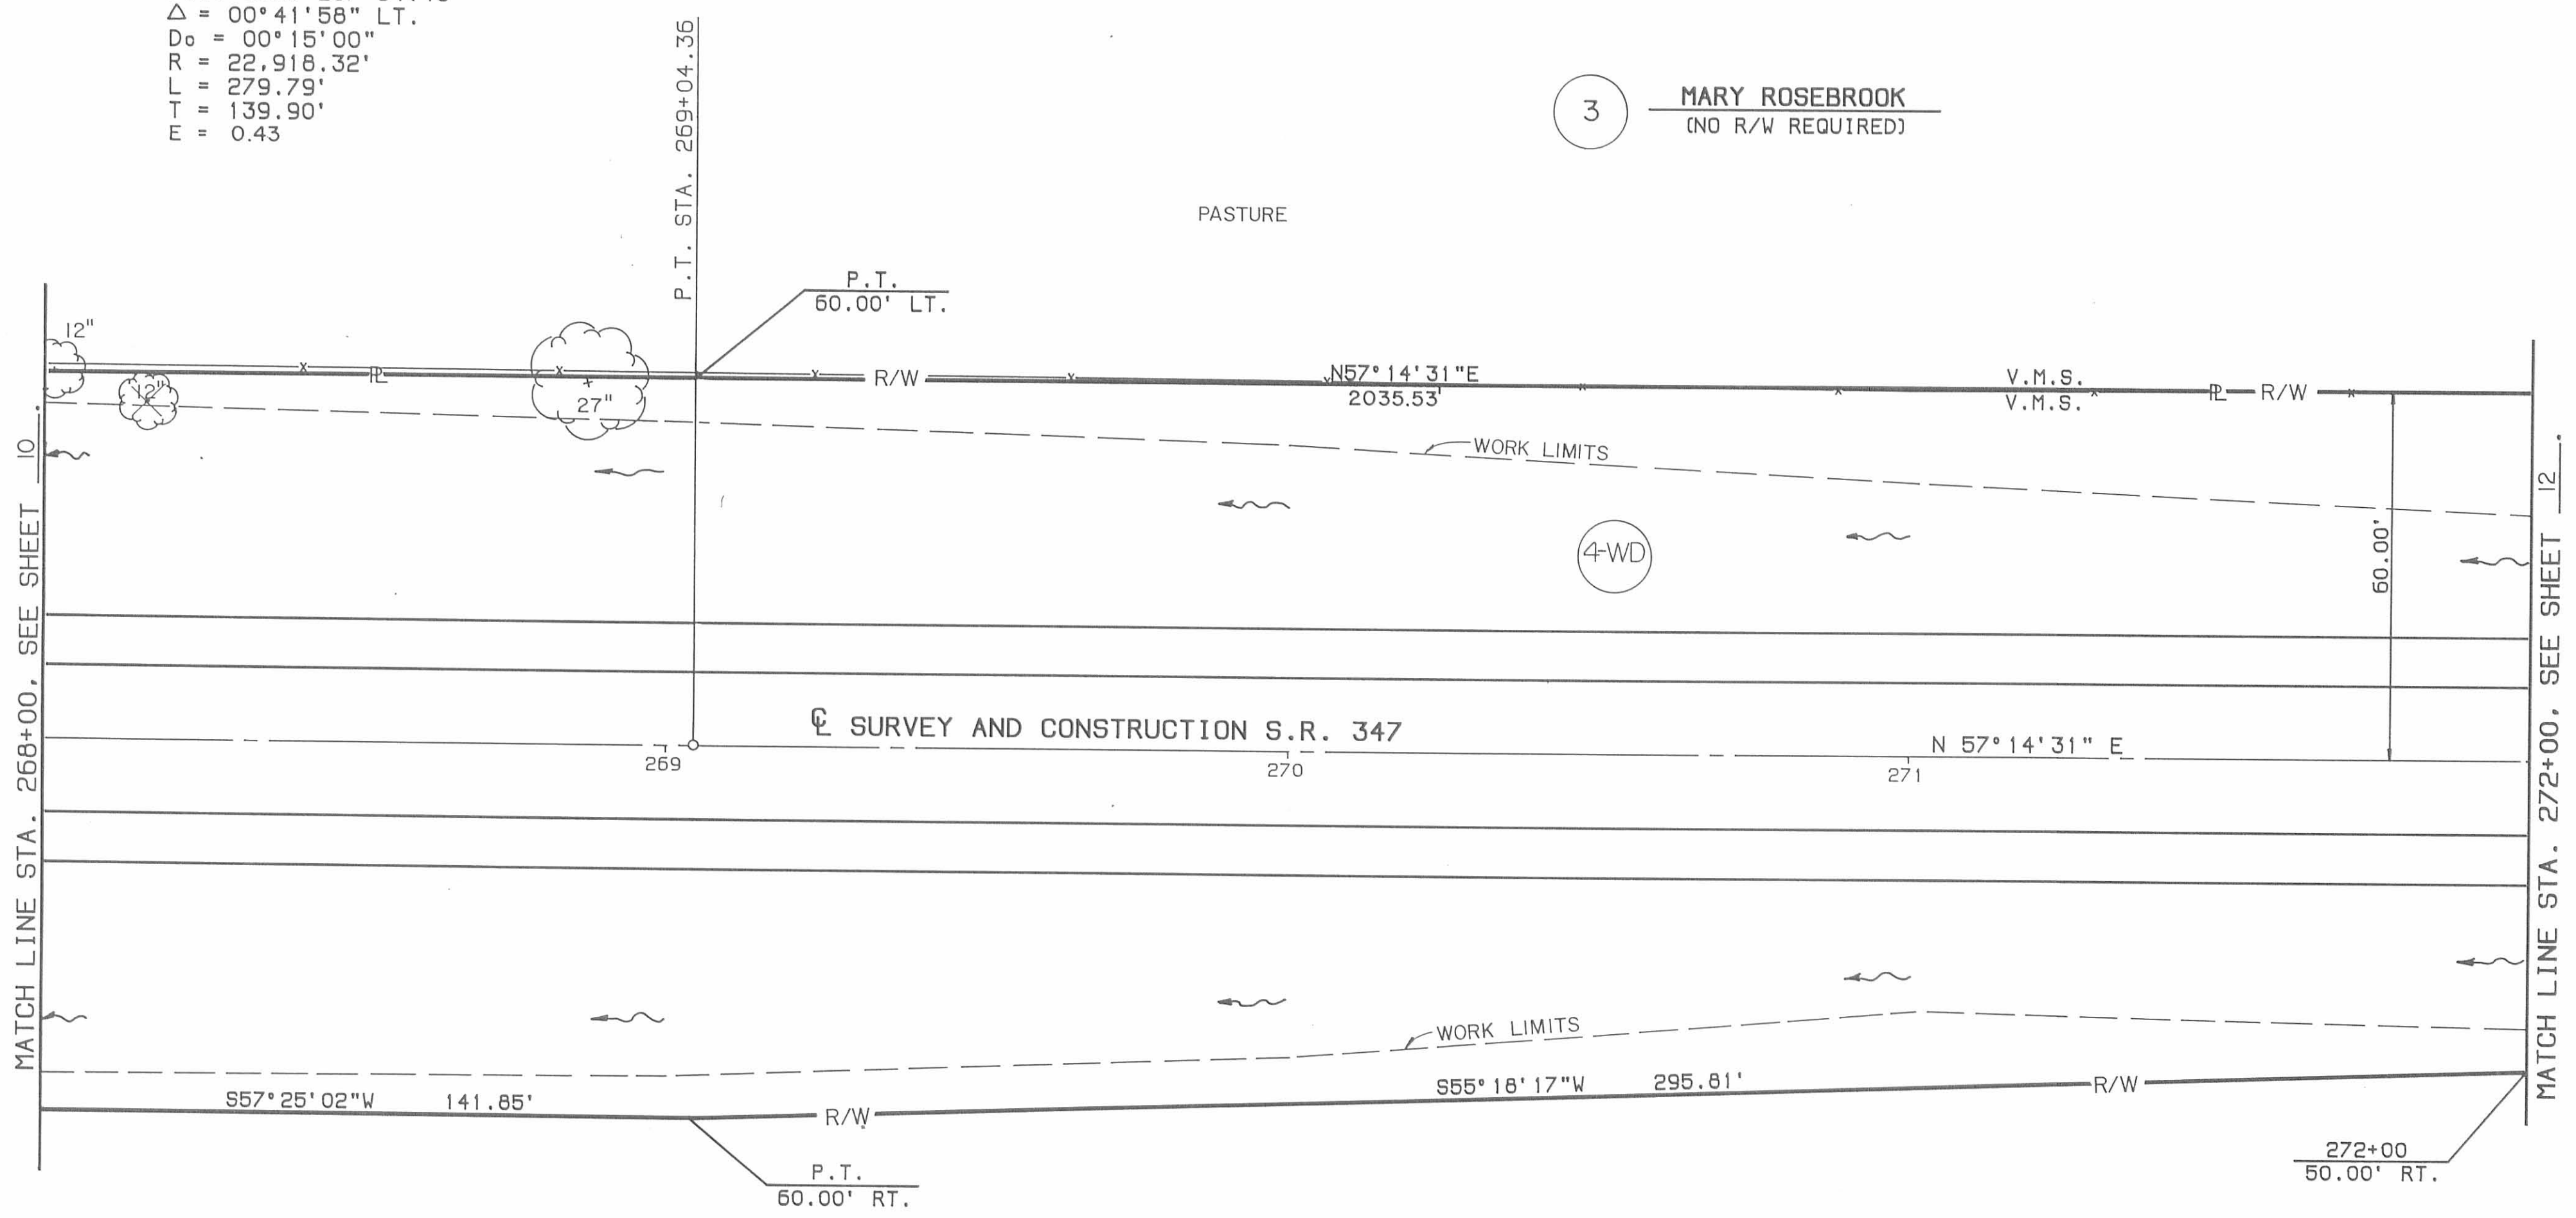 Δ = 00°41'58" LT.
Do = 00°15'00"
R = 22,918.32'
L = 279.79'
T = 139.90'
E = 0.43
P.T. STA. 269+04.36
3
MARY ROSEBROOK
(NO R/W REQUIRED)
PASTURE
P.T.
60.00' LT.
12"
12"
27"
PL
R/W
N57°14'31"E
2035.53'
V.M.S.
V.M.S.
PL
R/W
WORK LIMITS
4-WD
60.00'
MATCH LINE STA. 268+00, SEE SHEET 10.
MATCH LINE STA. 272+00, SEE SHEET 12.
CL SURVEY AND CONSTRUCTION S.R. 347
N 57°14'31" E
269
270
271
WORK LIMITS
S57°25'02"W 141.85'
R/W
S55°18'17"W 295.81'
R/W
P.T.
60.00' RT.
272+00
50.00' RT.